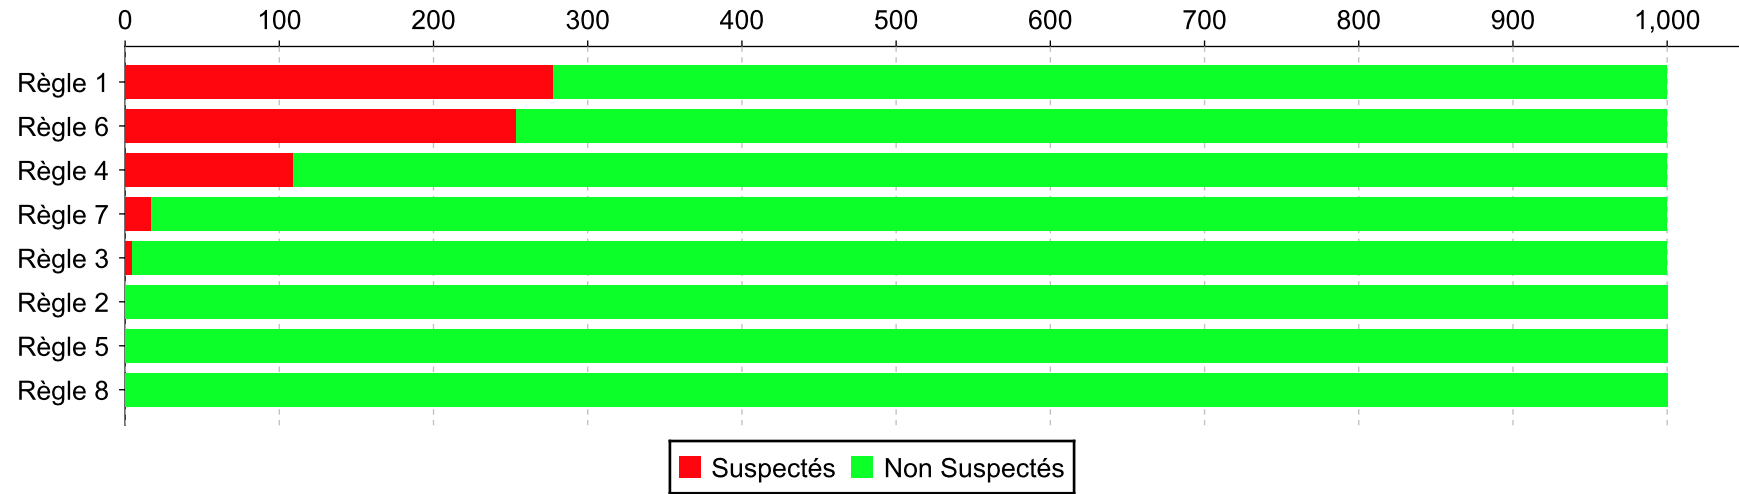 0 100 200 300 400 500 600 700 800 900 1,000
Règle 1
Règle 6
Règle 4
Règle 7
Règle 3
Règle 2
Règle 5
Règle 8
Suspectés Non Suspectés